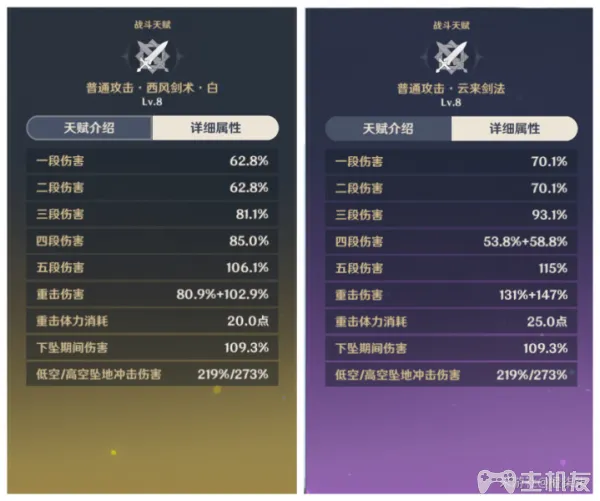 战斗天赋
普通攻击·西风剑术·白
Lv.8
天赋介绍 详细属性
一段伤害 62.8%
二段伤害 62.8%
三段伤害 81.1%
四段伤害 85.0%
五段伤害 106.1%
重击伤害 80.9%+102.9%
重击体力消耗 20.0点
下坠期间伤害 109.3%
低空/高空坠地冲击伤害 219%/273%
战斗天赋
普通攻击·云来剑法
Lv.8
天赋介绍 详细属性
一段伤害 70.1%
二段伤害 70.1%
三段伤害 93.1%
四段伤害 53.8%+58.8%
五段伤害 115%
重击伤害 131%+147%
重击体力消耗 25.0点
下坠期间伤害 109.3%
低空/高空坠地冲击伤害 219%/273%
主机友